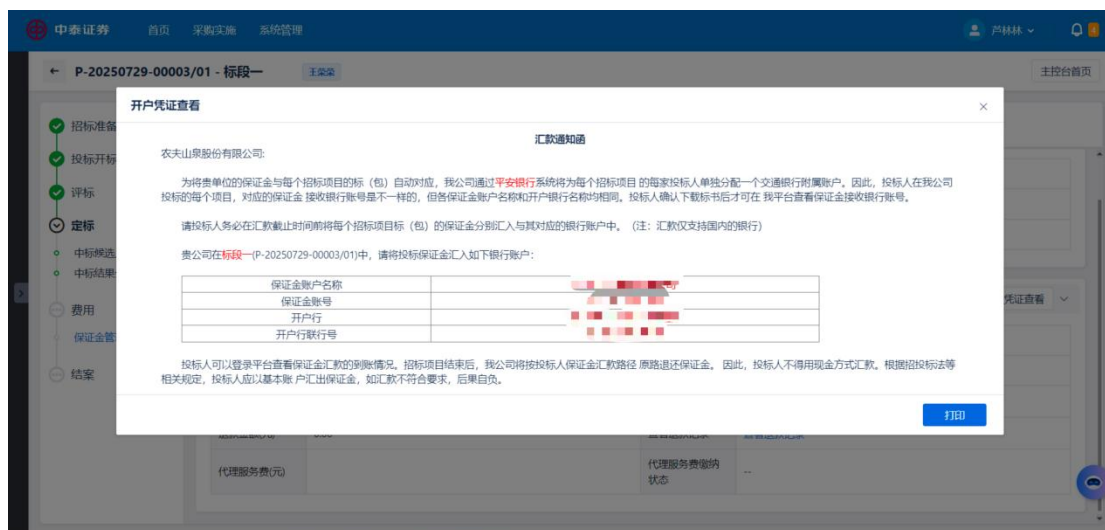 中泰证券 首页 采购实施 系统管理 芦林林
← P-20250729-00003/01 - 标段一 王荣荣 主控台首页
开户凭证查看 ×
招标准备
投标开标
评标
定标
中标候选
中标结果
费用
保证金管
结案
凭证查看
汇款通知函
农夫山泉股份有限公司:
为将贵单位的保证金与每个招标项目的标（包）自动对应，我公司通过平安银行系统将为每个招标项目 的每家投标人单独分配一个交通银行附属账户。因此，投标人在我公司
投标的每个项目，对应的保证金 接收银行账号是不一样的，但各保证金账户名称和开户银行名称均相同。投标人确认下载标书后才可在 我平台查看保证金接收银行账号。
请投标人务必在汇款截止时间前将每个招标项目标（包）的保证金分别汇入与其对应的银行账户中。（注：汇款仅支持国内的银行）
贵公司在标段一(P-20250729-00003/01)中，请将投标保证金汇入如下银行账户：
保证金账户名称
保证金账号
开户行
开户行联行号
投标人可以登录平台查看保证金汇款的到账情况。招标项目结束后，我公司将按投标人保证金汇款路径 原路退还保证金。 因此，投标人不得用现金方式汇款。根据招投标法等
相关规定，投标人应以基本账 户汇出保证金，如汇款不符合要求，后果自负。
打印
代理服务费(元) 代理服务费缴纳
状态 --